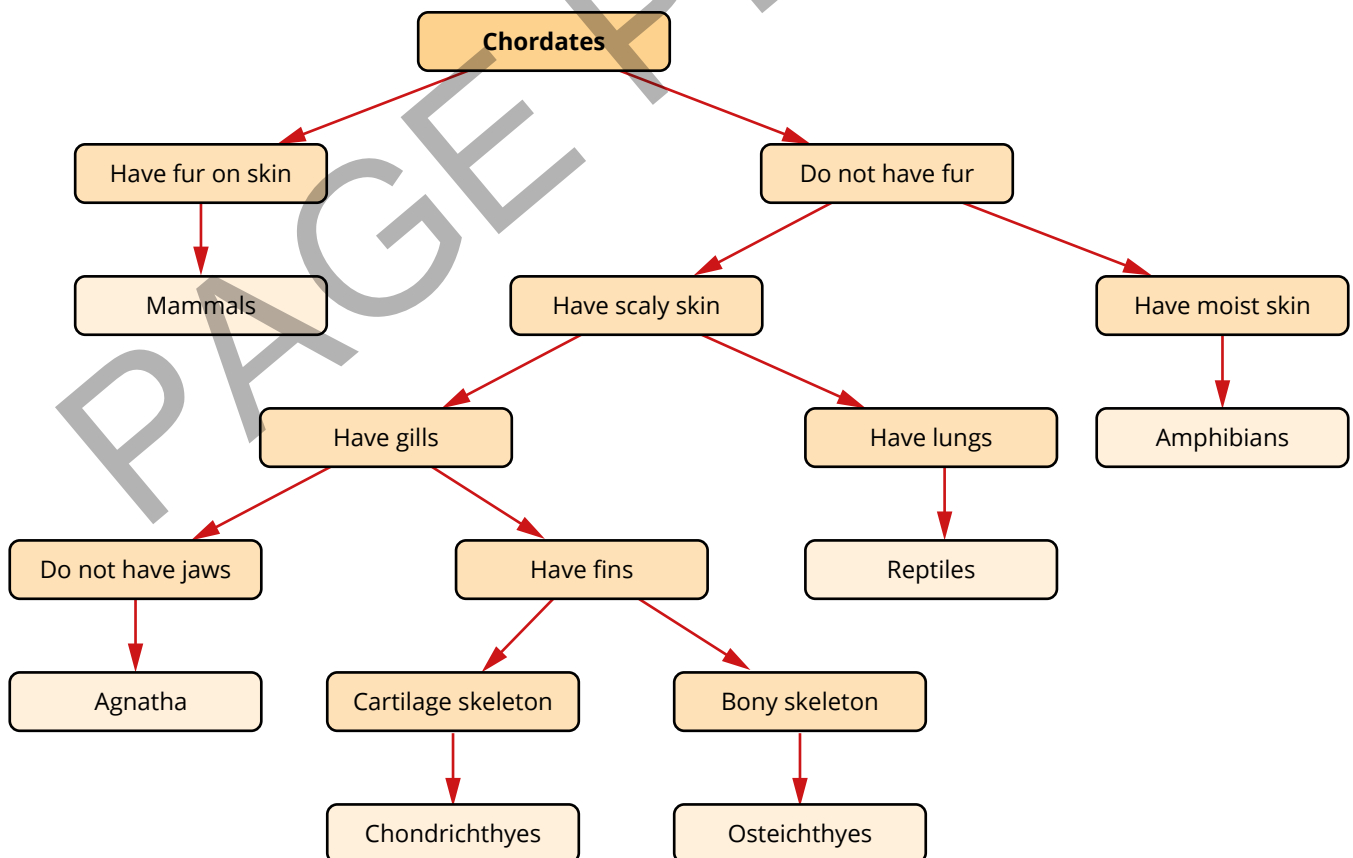 Chordates
Have fur on skin
Do not have fur
Mammals
Have scaly skin
Have moist skin
Have gills
Have lungs
Amphibians
Do not have jaws
Have fins
Reptiles
Agnatha
Cartilage skeleton
Bony skeleton
Chondrichthyes
Osteichthyes
PAGE